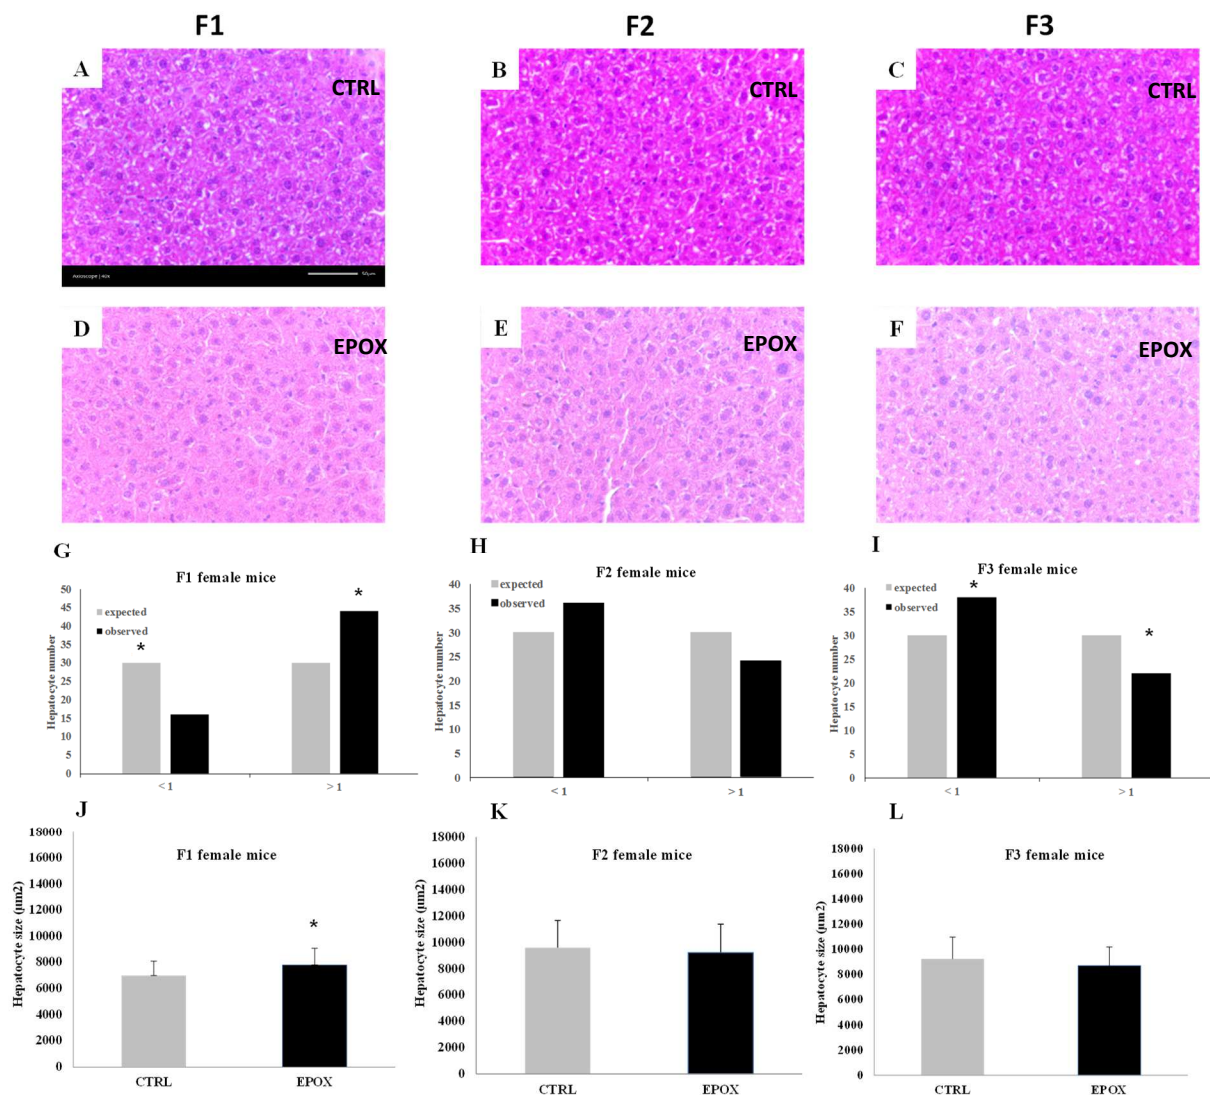 F1 F2 F3
A CTRL B CTRL C CTRL
Axioscope | 40x 50µm
D EPOX E EPOX F EPOX
G
F1 female mice
Hepatocyte number
50
45
40
35
30
25
20
15
10
5
0
expected
observed
*
*
< 1 > 1
H
F2 female mice
Hepatocyte number
40
35
30
25
20
15
10
5
0
expected
observed
< 1 > 1
I
F3 female mice
Hepatocyte number
40
35
30
25
20
15
10
5
0
expected
observed
*
*
< 1 > 1
J
F1 female mice
Hepatocyte size (µm2)
18000
16000
14000
12000
10000
8000
6000
4000
2000
0
*
CTRL EPOX
K
F2 female mice
Hepatocyte size (µm2)
18000
16000
14000
12000
10000
8000
6000
4000
2000
0
CTRL EPOX
L
F3 female mice
Hepatocyte size (µm2)
18000
16000
14000
12000
10000
8000
6000
4000
2000
0
CTRL EPOX